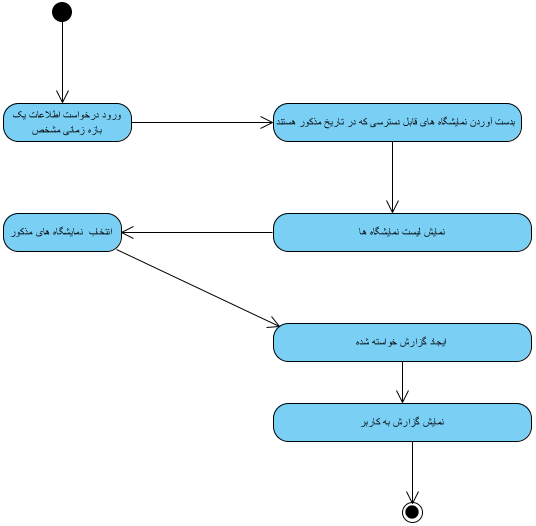 ورود درخواست اطلاعات یک
بازه زمانی مشخص
بدست آوردن نمایشگاه های قابل دسترسی که در تاریخ مذکور هستند
نمایش لیست نمایشگاه ها
انتخاب نمایشگاه های مذکور
ایجاد گزارش خواسته شده
نمایش گزارش به کاربر